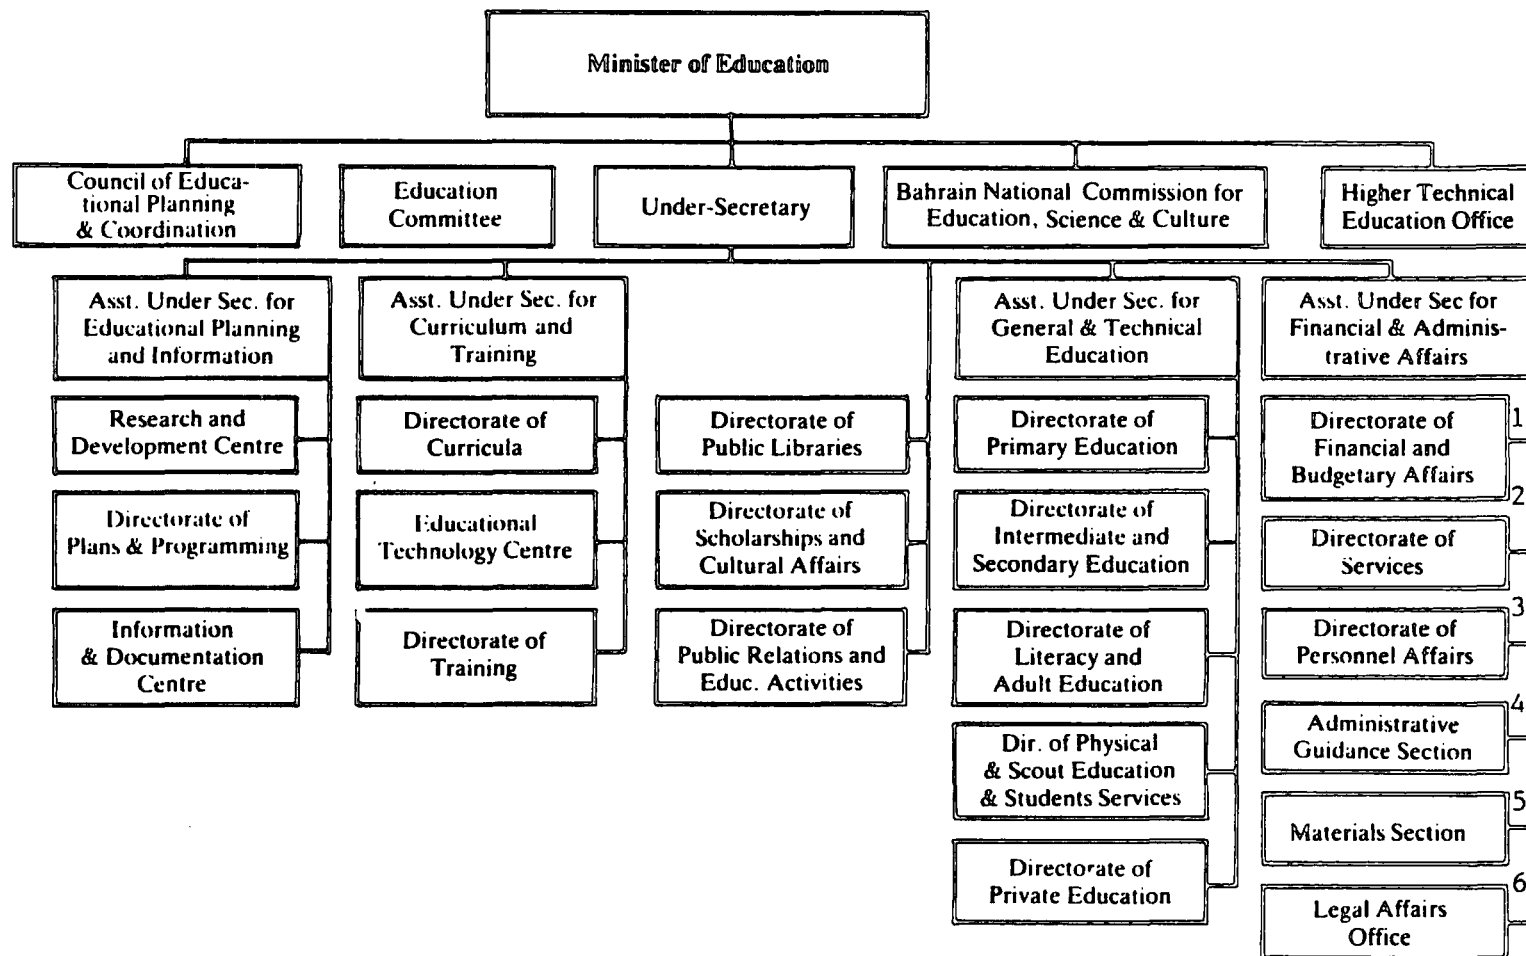 Minister of Education
Council of Educa-
tional Planning
& Coordination
Education
Committee
Under-Secretary
Bahrain National Commission for
Education, Science & Culture
Higher Technical
Education Office
Asst. Under Sec. for
Educational Planning
and Information
Asst. Under Sec. for
Curriculum and
Training
Asst. Under Sec. for
General & Technical
Education
Asst. Under Sec for
Financial & Adminis-
trative Affairs
Research and
Development Centre
Directorate of
Plans & Programming
Information
& Documentation
Centre
Directorate of
Curricula
Educational
Technology Centre
Directorate of
Training
Directorate of
Public Libraries
Directorate of
Scholarships and
Cultural Affairs
Directorate of
Public Relations and
Educ. Activities
Directorate of
Primary Education
Directorate of
Intermediate and
Secondary Education
Directorate of
Literacy and
Adult Education
Dir. of Physical
& Scout Education
& Students Services
Directorate of
Private Education
1
Directorate of
Financial and
Budgetary Affairs
2
Directorate of
Services
3
Directorate of
Personnel Affairs
4
Administrative
Guidance Section
5
Materials Section
6
Legal Affairs
Office